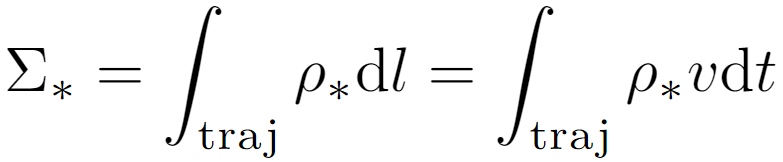 Σ_* = ∫_traj ρ_* dl = ∫_traj ρ_* v dt